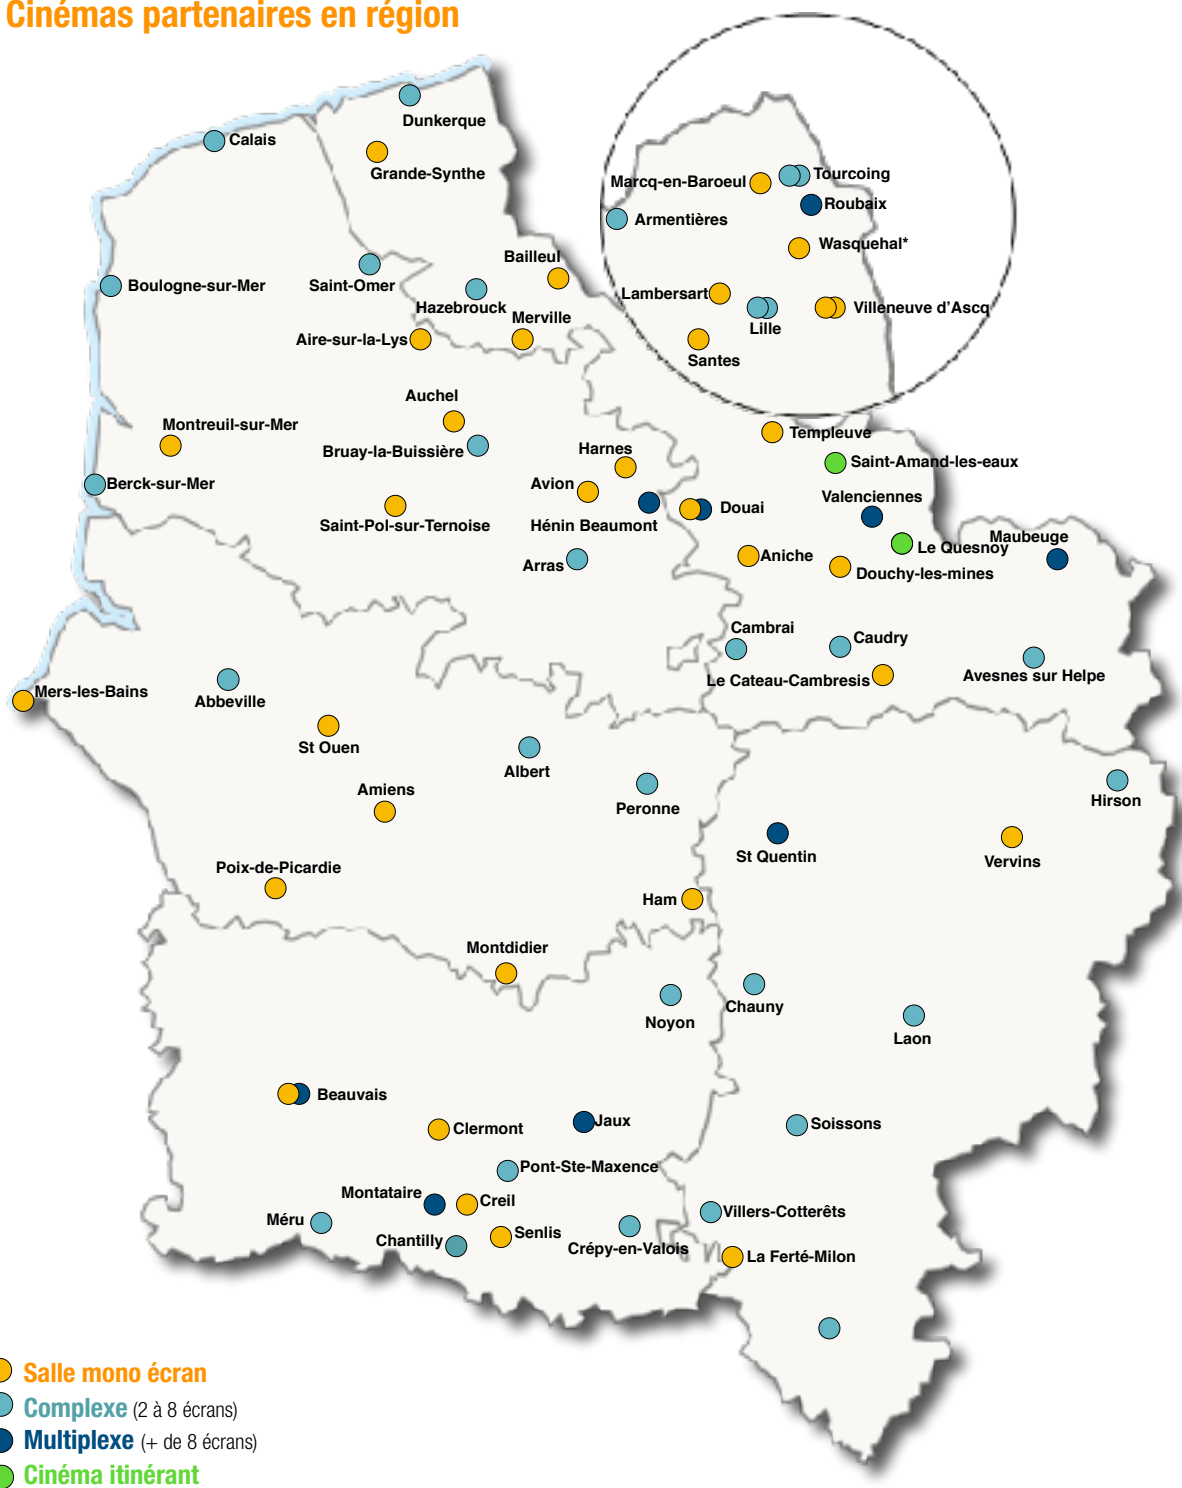 Cinémas partenaires en région
Dunkerque
Calais
Grande-Synthe
Marcq-en-Baroeul
Tourcoing
Roubaix
Armentières
Wasquehal*
Bailleul
Saint-Omer
Boulogne-sur-Mer
Hazebrouck
Lambersart
Villeneuve d'Ascq
Merville
Lille
Aire-sur-la-Lys
Santes
Auchel
Montreuil-sur-Mer
Templeuve
Bruay-la-Buissière
Harnes
Saint-Amand-les-eaux
Berck-sur-Mer
Avion
Valenciennes
Saint-Pol-sur-Ternoise
Hénin Beaumont
Douai
Maubeuge
Le Quesnoy
Arras
Aniche
Douchy-les-mines
Cambrai
Caudry
Avesnes sur Helpe
Le Cateau-Cambresis
Mers-les-Bains
Abbeville
St Ouen
Albert
Amiens
Peronne
Hirson
St Quentin
Vervins
Poix-de-Picardie
Ham
Montdidier
Chauny
Noyon
Laon
Beauvais
Jaux
Clermont
Soissons
Pont-Ste-Maxence
Montataire
Creil
Villers-Cotterêts
Méru
Senlis
Chantilly
Crépy-en-Valois
La Ferté-Milon
Salle mono écran
Complexe (2 à 8 écrans)
Multiplexe (+ de 8 écrans)
Cinéma itinérant